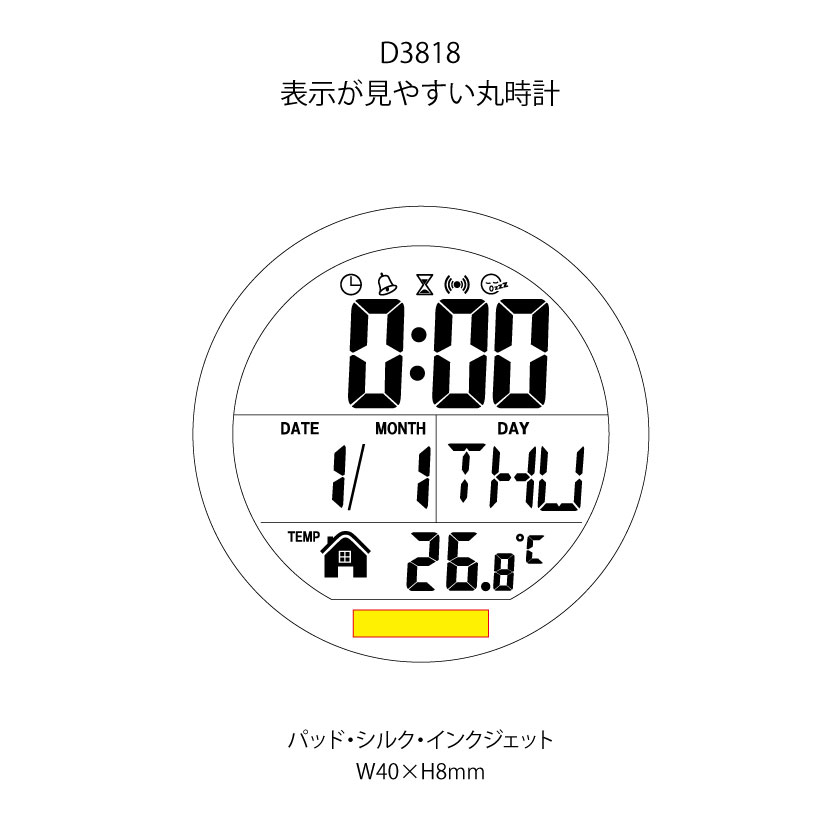 D3818
表示が見やすい丸時計
0zzz
0:00
DATE MONTH DAY
1/1 THU
TEMP 26.8℃
パッド・シルク・インクジェット
W40×H8mm